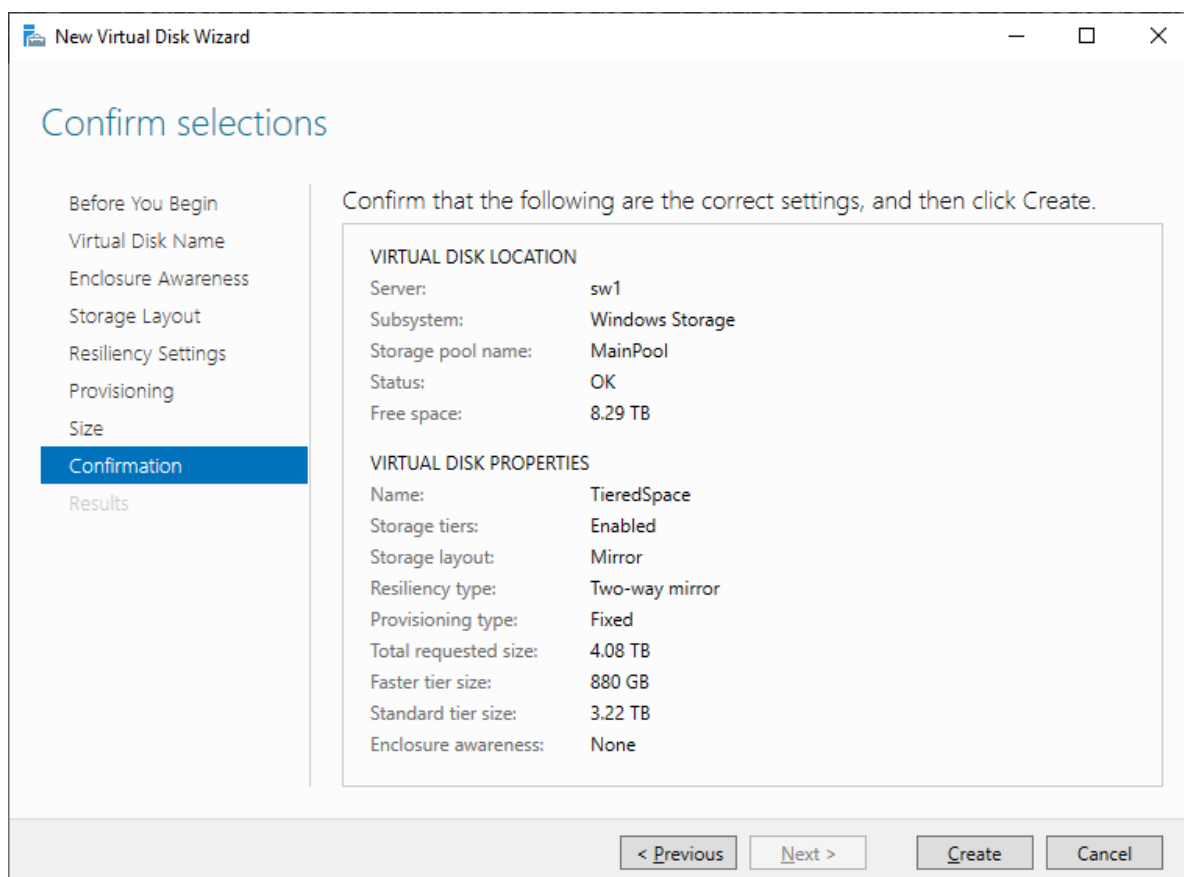 New Virtual Disk Wizard
Confirm selections
Before You Begin
Virtual Disk Name
Enclosure Awareness
Storage Layout
Resiliency Settings
Provisioning
Size
Confirmation
Results
Confirm that the following are the correct settings, and then click Create.
VIRTUAL DISK LOCATION
Server: sw1
Subsystem: Windows Storage
Storage pool name: MainPool
Status: OK
Free space: 8.29 TB
VIRTUAL DISK PROPERTIES
Name: TieredSpace
Storage tiers: Enabled
Storage layout: Mirror
Resiliency type: Two-way mirror
Provisioning type: Fixed
Total requested size: 4.08 TB
Faster tier size: 880 GB
Standard tier size: 3.22 TB
Enclosure awareness: None
< Previous Next > Create Cancel